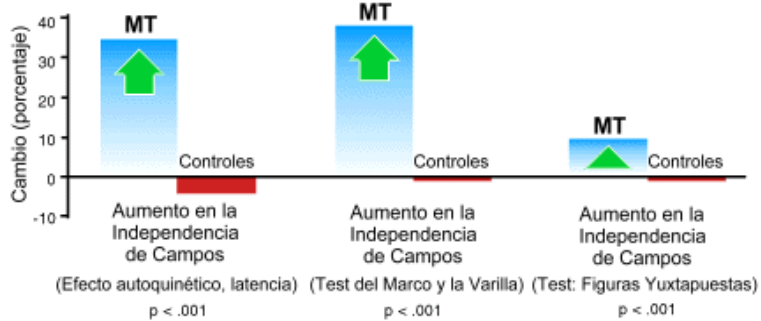 Cambio (porcentaje)
40
30
20
10
0
-10
MT
Controles
MT
Controles
MT
Controles
Aumento en la
Independencia
de Campos
(Efecto autoquinético, latencia)
p < .001
Aumento en la
Independencia
de Campos
(Test del Marco y la Varilla)
p < .001
Aumento en la
Independencia
de Campos
(Test: Figuras Yuxtapuestas)
p < .001